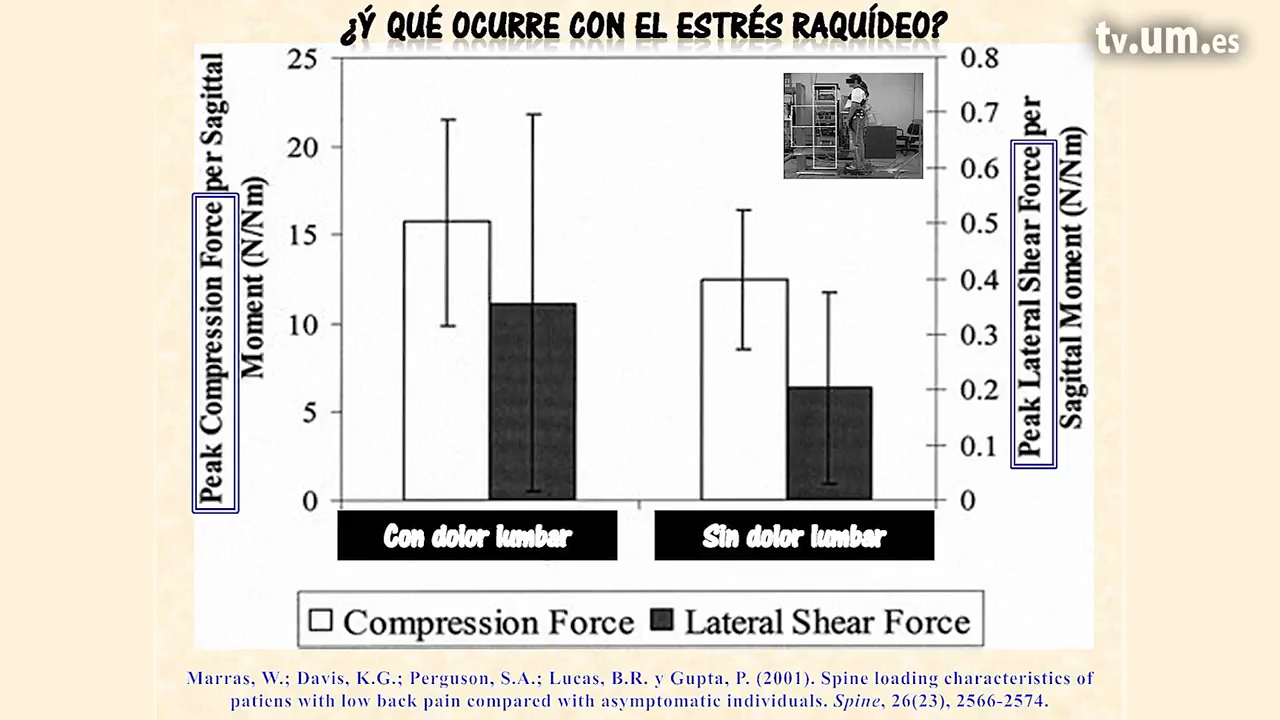 ¿Ý QUÉ OCURRE CON EL ESTRÉS RAQUÍDEO?
tv.um.es
Peak Compression Force per Sagittal
Moment (N/Nm)
25
20
15
10
5
0
0.8
0.7
0.6
0.5
0.4
0.3
0.2
0.1
0
Peak Lateral Shear Force per
Sagittal Moment (N/Nm)
Con dolor lumbar
Sin dolor lumbar
Compression Force
Lateral Shear Force
Marras, W.; Davis, K.G.; Perguson, S.A.; Lucas, B.R. y Gupta, P. (2001). Spine loading characteristics of
patiens with low back pain compared with asymptomatic individuals. Spine, 26(23), 2566-2574.